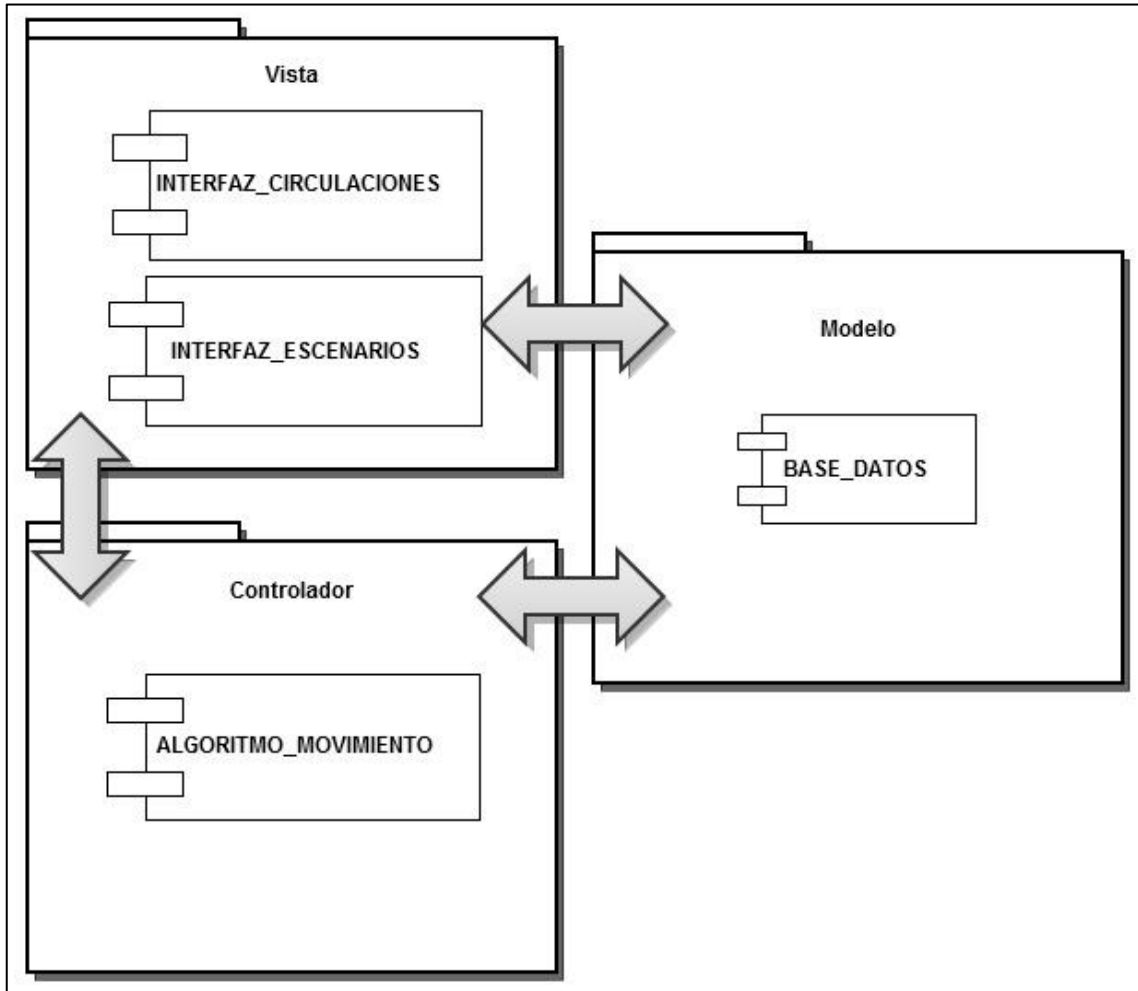 Vista
INTERFAZ_CIRCULACIONES
INTERFAZ_ESCENARIOS
Modelo
BASE_DATOS
Controlador
ALGORITMO_MOVIMIENTO